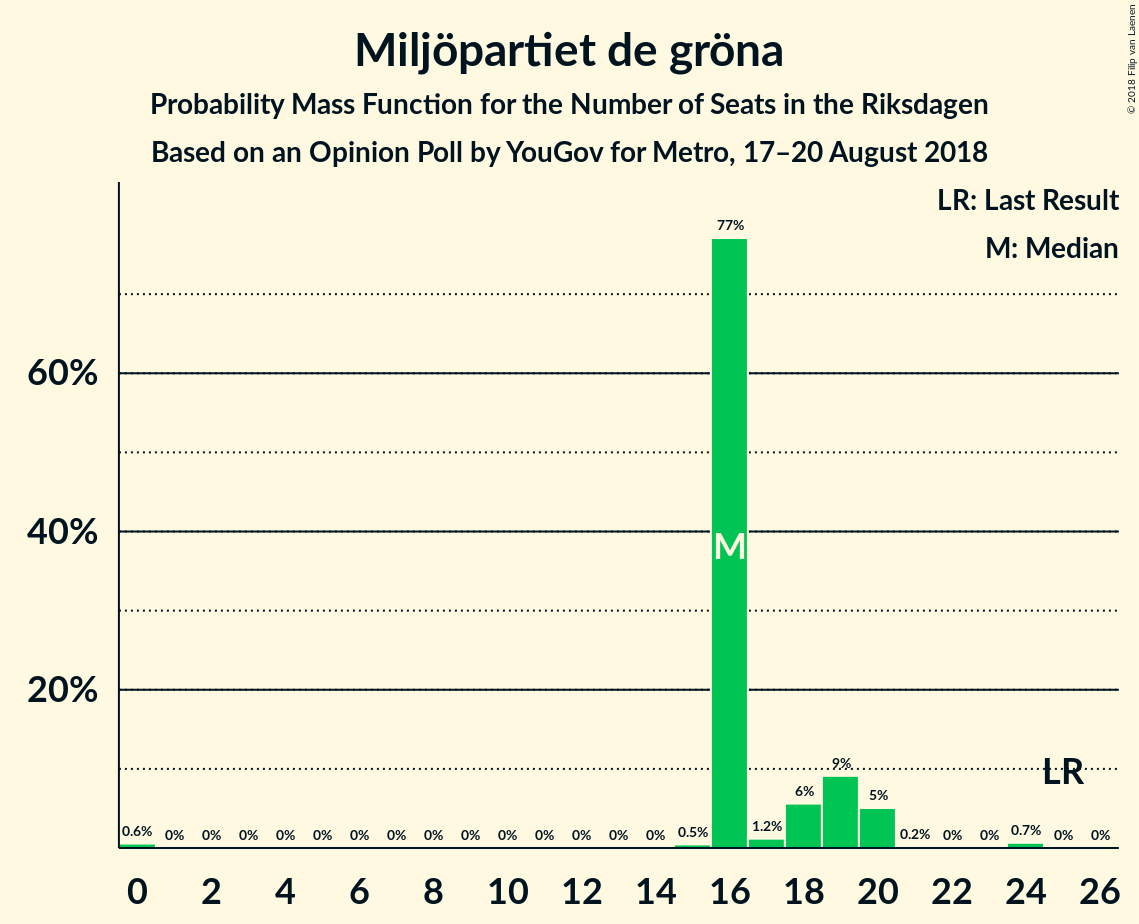 Miljöpartiet de gröna
Probability Mass Function for the Number of Seats in the Riksdagen
Based on an Opinion Poll by YouGov for Metro, 17–20 August 2018
© 2018 Filip van Laenen
LR: Last Result
M: Median
60%
40%
20%
0.6% 0% 0% 0% 0% 0% 0% 0% 0% 0% 0% 0% 0% 0% 0% 0.5% 77% 1.2% 6% 9% 5% 0.2% 0% 0% 0.7% 0% 0%
M
LR
0 2 4 6 8 10 12 14 16 18 20 22 24 26